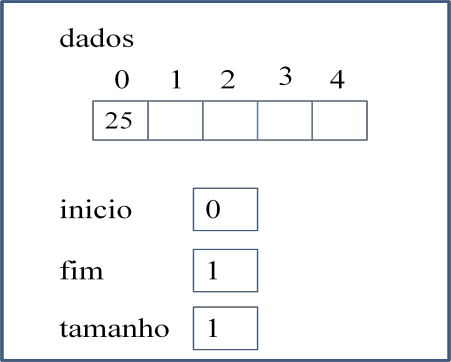 dados
0 1 2 3 4
25
inicio 0
fim 1
tamanho 1